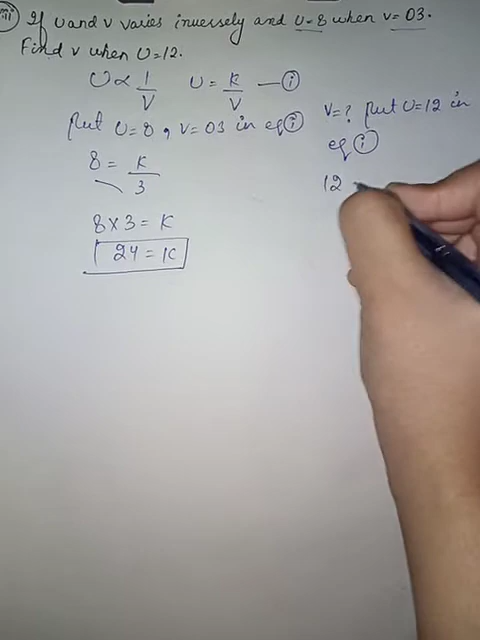 (iii) If U and V varies inversely and U=8 when V=03.
Find V when U=12.
U ∝ 1/V U = K/V — (i)
Put U=8, V=03 in eq (i)
8 = K/3
8×3 = K
24 = K
V=? Put U=12 in
eq (i)
12